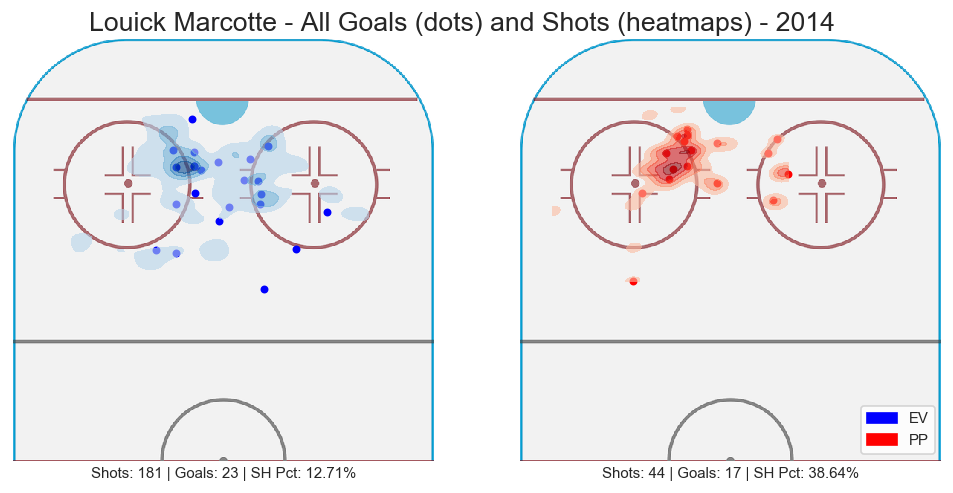 Louick Marcotte - All Goals (dots) and Shots (heatmaps) - 2014
EV
PP
Shots: 181 | Goals: 23 | SH Pct: 12.71%
Shots: 44 | Goals: 17 | SH Pct: 38.64%